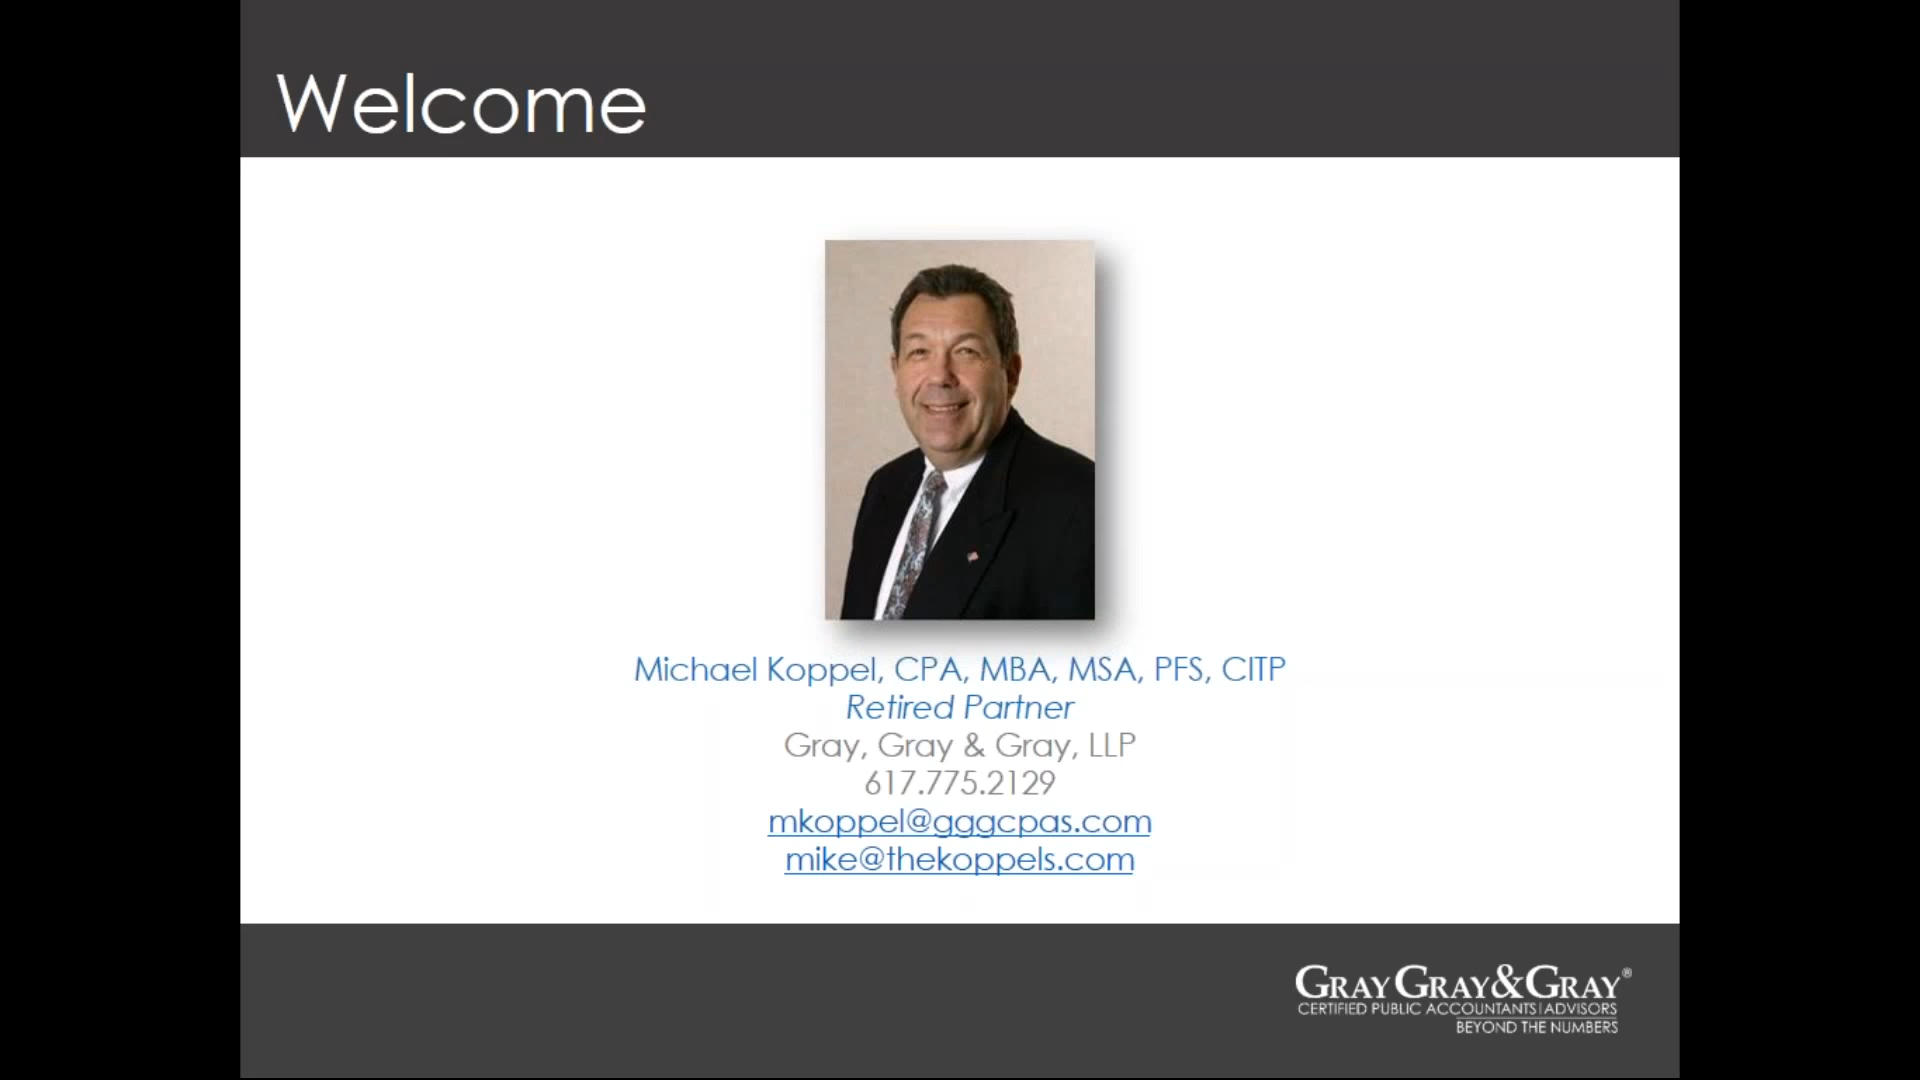 Welcome
Michael Koppel, CPA, MBA, MSA, PFS, CITP
Retired Partner
Gray, Gray & Gray, LLP
617.775.2129
mkoppel@gggcpas.com
mike@thekoppels.com
GRAY GRAY & GRAY®
CERTIFIED PUBLIC ACCOUNTANTS | ADVISORS
BEYOND THE NUMBERS